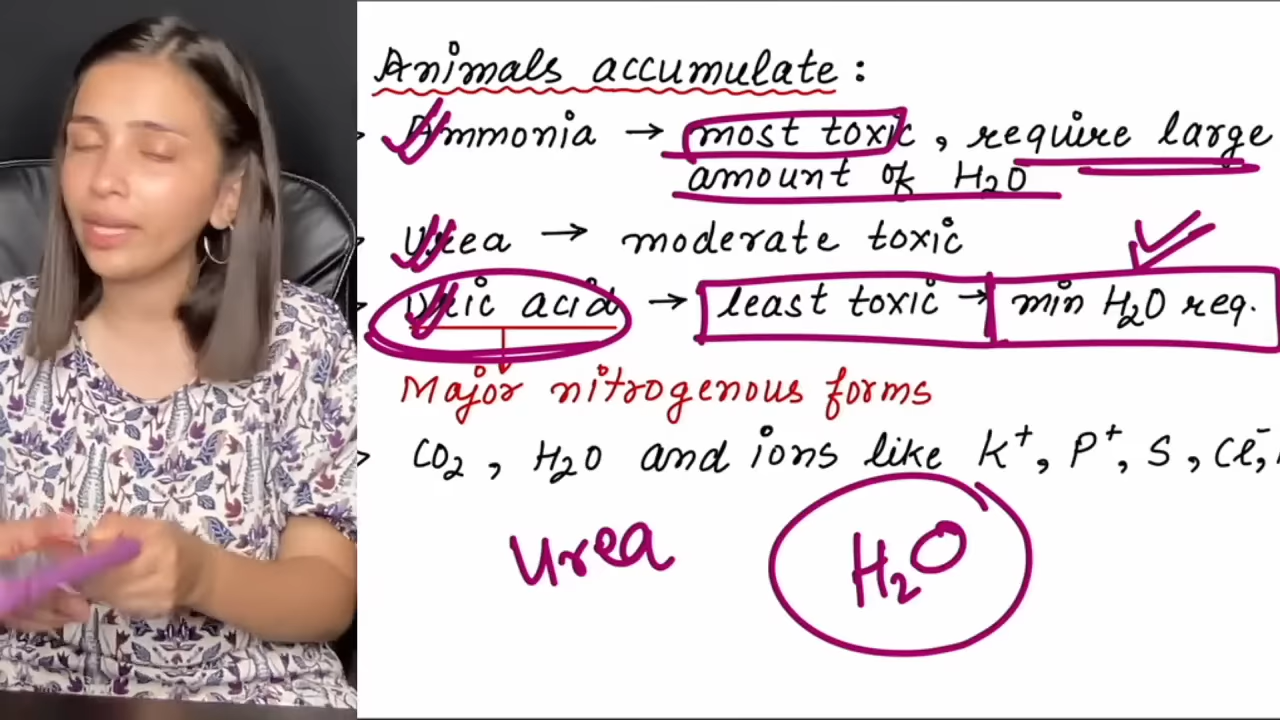 Animals accumulate :
Ammonia → most toxic , require large
amount of H2O
Urea → moderate toxic
Uric acid → least toxic → min H2O req.
Major nitrogenous forms
CO2 , H2O and ions like K+, P+, S, Cl-,
Urea H2O